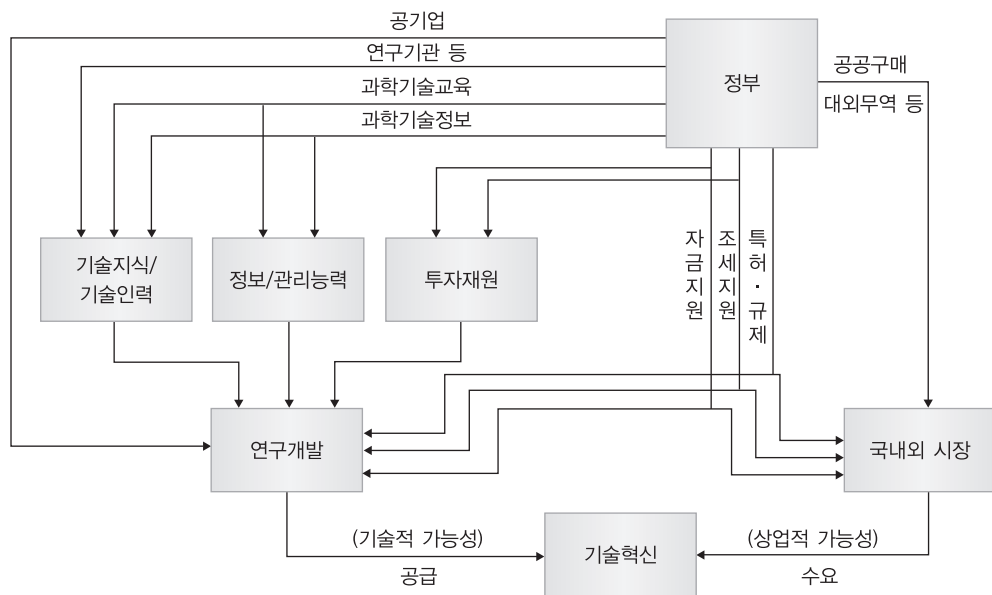 공기업
연구기관 등
과학기술교육
과학기술정보
정부
공공구매
대외무역 등
기술지식/
기술인력
정보/관리능력
투자재원
자금지원
조세지원
특허·규제
연구개발
국내외 시장
(기술적 가능성)
공급
기술혁신
(상업적 가능성)
수요